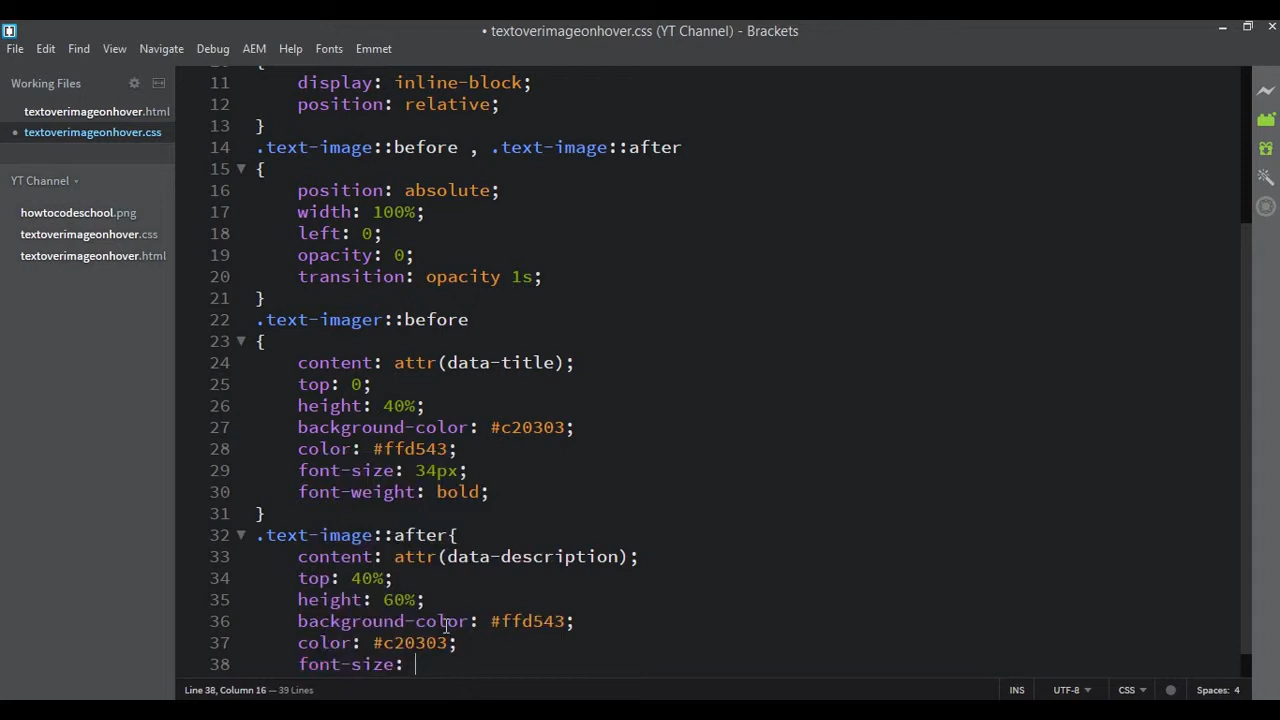 • textoverimageonhover.css (YT Channel) - Brackets
File Edit Find View Navigate Debug AEM Help Fonts Emmet
Working Files
textoverimageonhover.html
• textoverimageonhover.css
YT Channel
howtocodeschool.png
textoverimageonhover.css
textoverimageonhover.html
11 display: inline-block;
12 position: relative;
13 }
14 .text-image::before , .text-image::after
15 {
16 position: absolute;
17 width: 100%;
18 left: 0;
19 opacity: 0;
20 transition: opacity 1s;
21 }
22 .text-imager::before
23 {
24 content: attr(data-title);
25 top: 0;
26 height: 40%;
27 background-color: #c20303;
28 color: #ffd543;
29 font-size: 34px;
30 font-weight: bold;
31 }
32 .text-image::after{
33 content: attr(data-description);
34 top: 40%;
35 height: 60%;
36 background-color: #ffd543;
37 color: #c20303;
38 font-size:
Line 38, Column 16 — 39 Lines
INS UTF-8 CSS Spaces: 4